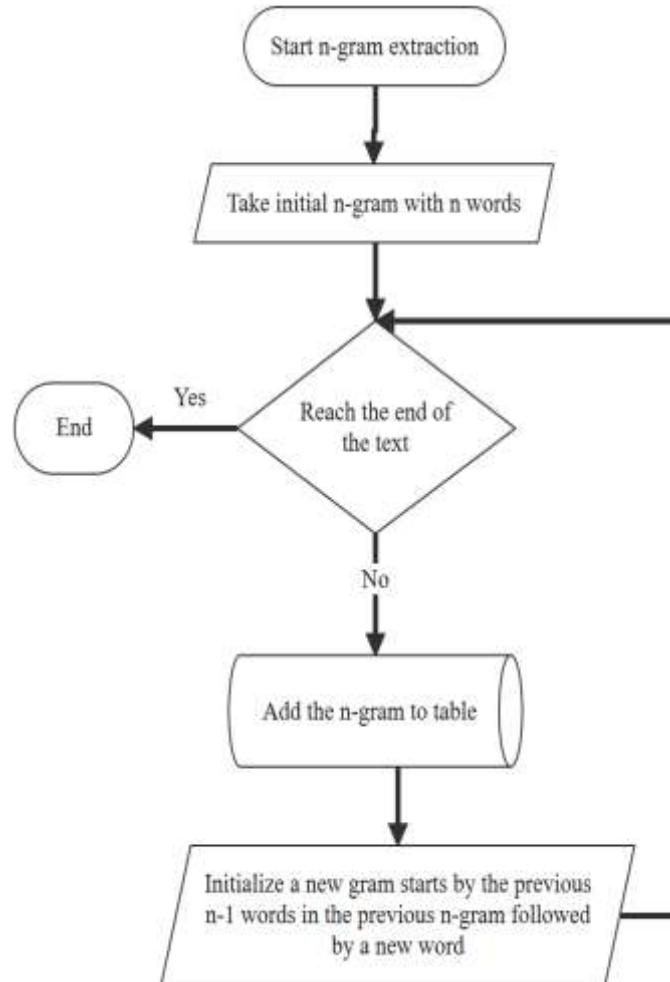 Start n-gram extraction
Take initial n-gram with n words
Reach the end of
the text
Yes
End
No
Add the n-gram to table
Initialize a new gram starts by the previous
n-1 words in the previous n-gram followed
by a new word